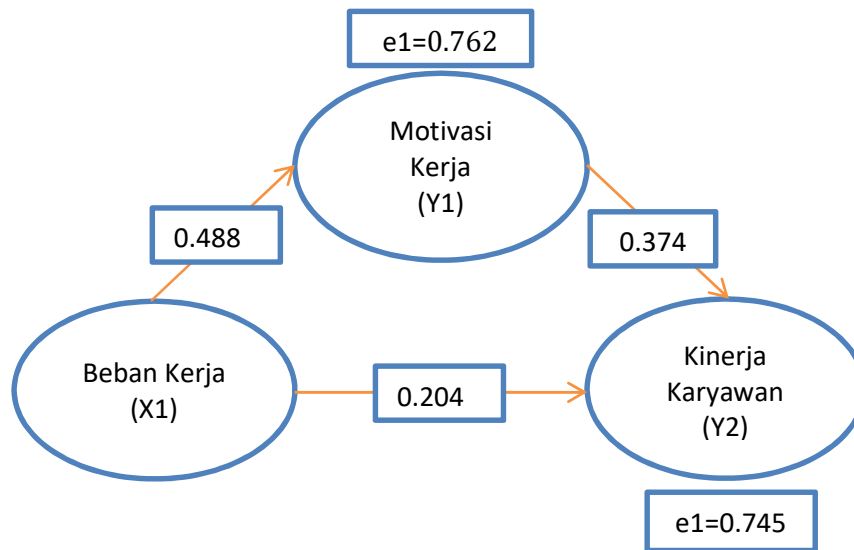 e1=0.762
Motivasi
Kerja
(Y1)
0.488
0.374
Beban Kerja
(X1)
0.204
Kinerja
Karyawan
(Y2)
e1=0.745